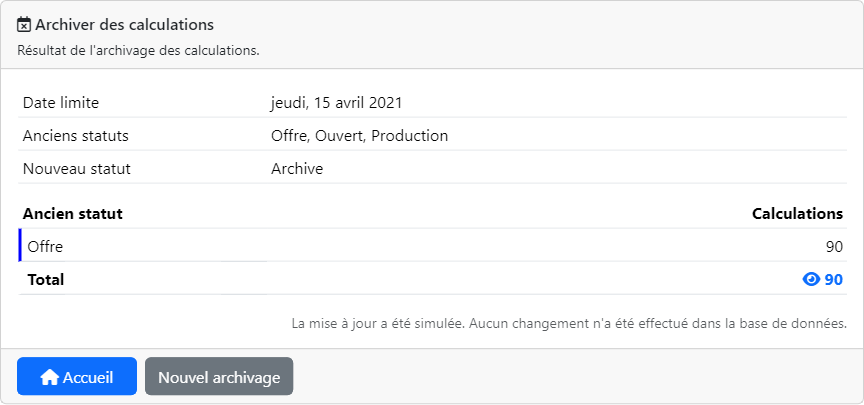 Archiver des calculations
Résultat de l'archivage des calculations.
Date limite jeudi, 15 avril 2021
Anciens statuts Offre, Ouvert, Production
Nouveau statut Archive
Ancien statut Calculations
Offre 90
Total 90
La mise à jour a été simulée. Aucun changement n'a été effectué dans la base de données.
Accueil Nouvel archivage